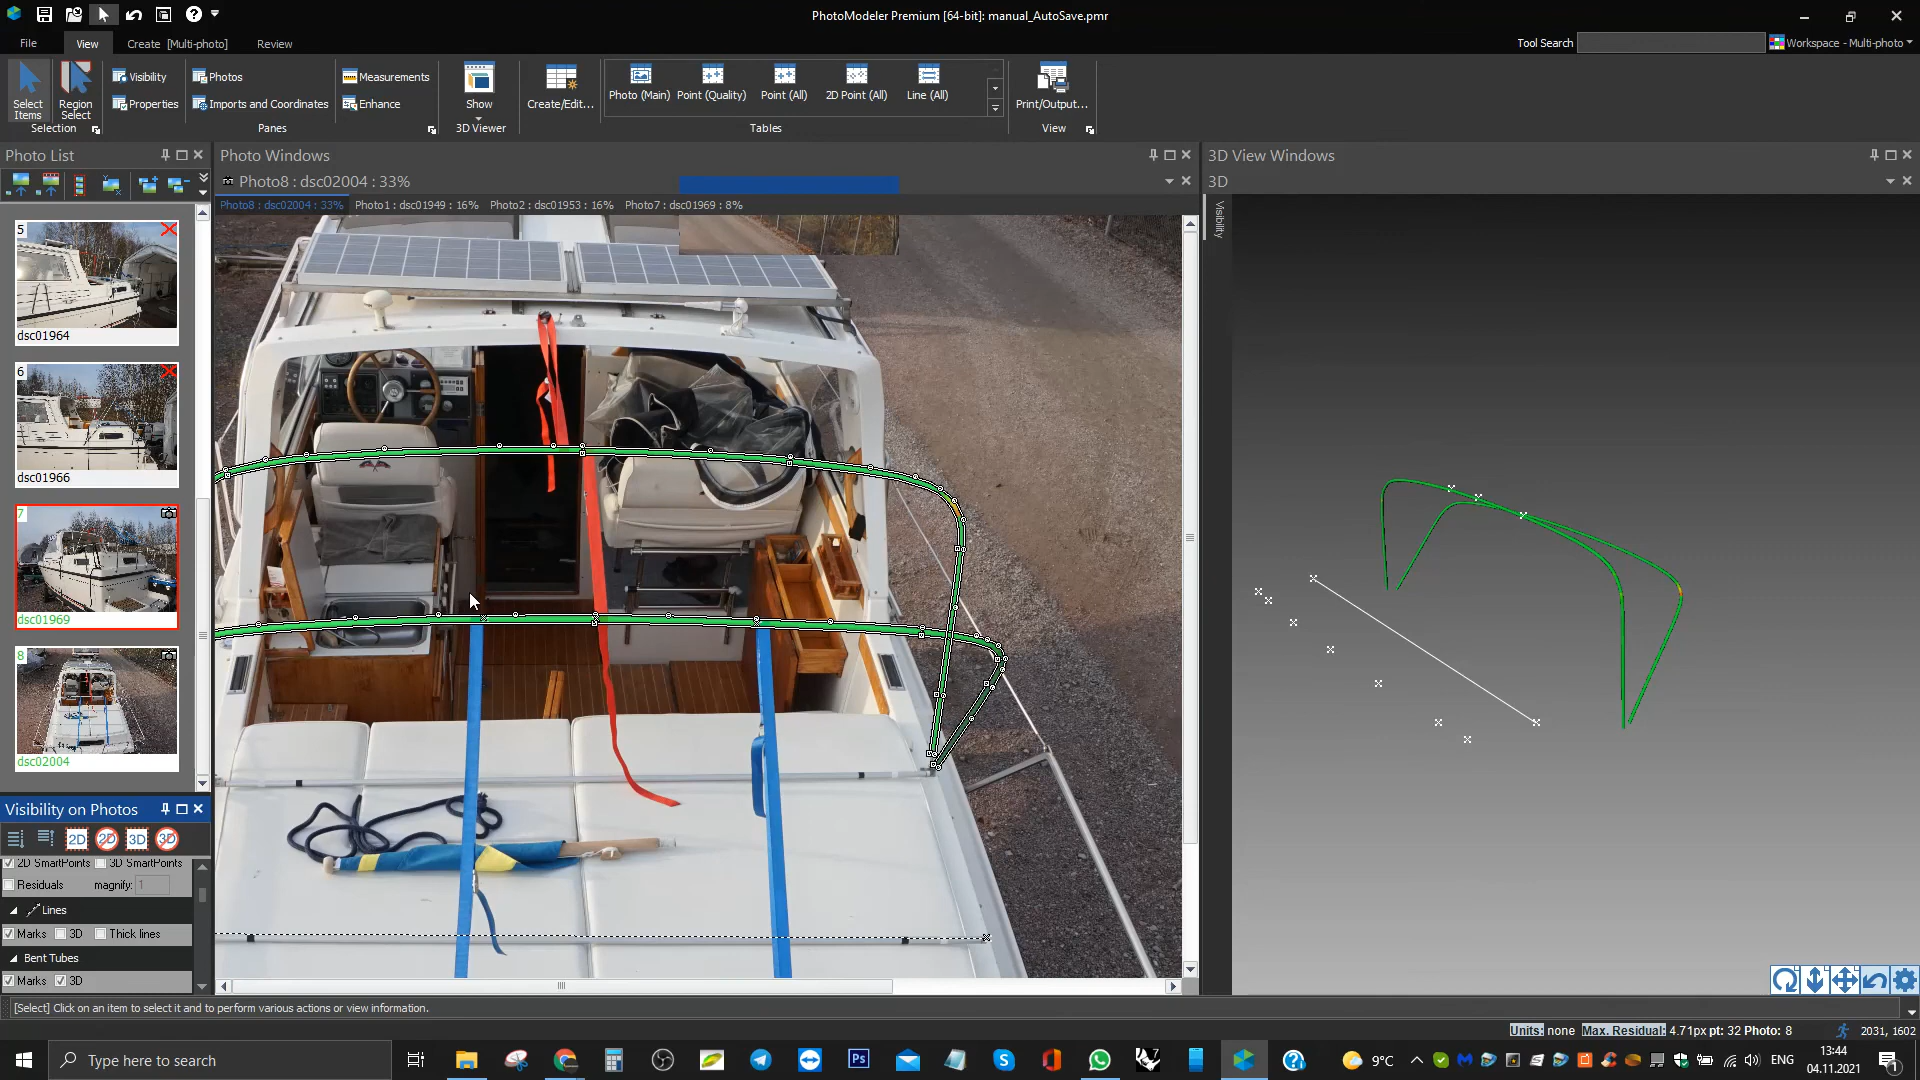 PhotoModeler Premium [64-bit]: manual_AutoSave.pmr
File
View
Create
[Multi-photo]
Review
Tool Search
Workspace - Multi-photo
Select Items
Region Select
Visibility
Properties
Photos
Imports and Coordinates
Measurements
Enhance
Show
Create/Edit...
Photo (Main)
Point (Quality)
Point (All)
2D Point (All)
Line (All)
Print/Output...
Selection
Panes
3D Viewer
Tables
View
Photo List
Photo Windows
3D View Windows
Photo8 : dsc02004 : 33%
3D
Photo8 : dsc02004 : 33%
Photo1 : dsc01949 : 16%
Photo2 : dsc01953 : 16%
Photo7 : dsc01969 : 8%
Visibility
5
dsc01964
6
dsc01966
7
dsc01969
8
dsc02004
Visibility on Photos
2D
2D
3D
3D
2D SmartPoints
3D SmartPoints
Residuals
magnify:
1
Lines
Marks
3D
Thick lines
Bent Tubes
Marks
3D
[Select] Click on an item to select it and to perform various actions or view information.
Units: none
Max. Residual: 4.71px pt: 32 Photo: 8
2031, 1602
Type here to search
Ps
9°C
ENG
13:44
04.11.2021
1